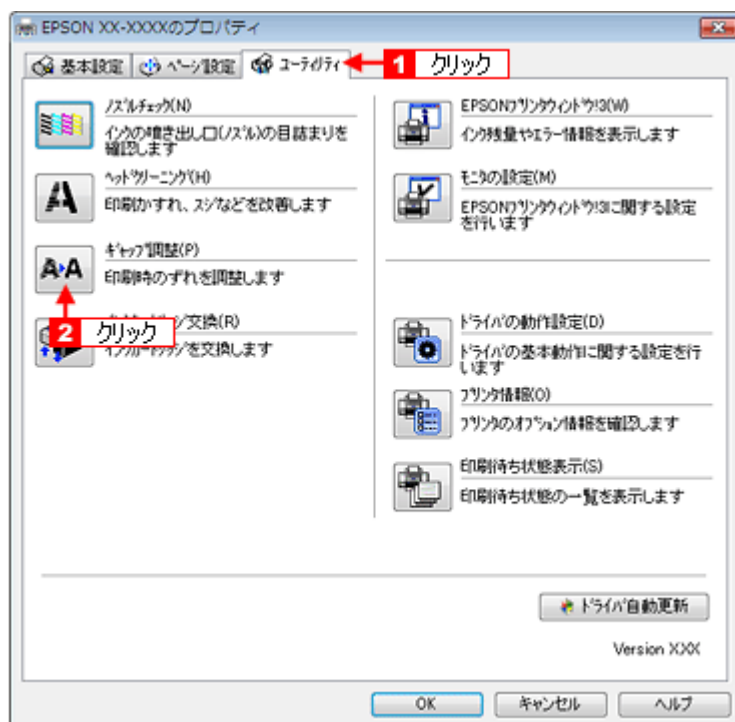 EPSON XX-XXXXのプロパティ
基本設定
ページ設定
ユーティリティ
1 クリック
ノズルチェック(N)
インクの噴き出し口(ノズル)の目詰まりを
確認します
ヘッドクリーニング(H)
印刷かすれ、スジなどを改善します
ギャップ調整(P)
印刷時のずれを調整します
2 クリック
ジ交換(R)
インクカートリッジを交換します
EPSONプリンタウィンドウ!3(W)
インク残量やエラー情報を表示します
モニタの設定(M)
EPSONプリンタウィンドウ!3に関する設定
を行います
ドライバの動作設定(D)
ドライバの基本動作に関する設定を行
います
プリンタ情報(O)
プリンタのオプション情報を確認します
印刷待ち状態表示(S)
印刷待ち状態の一覧を表示します
ドライバ自動更新
Version X.XX
OK
キャンセル
ヘルプ